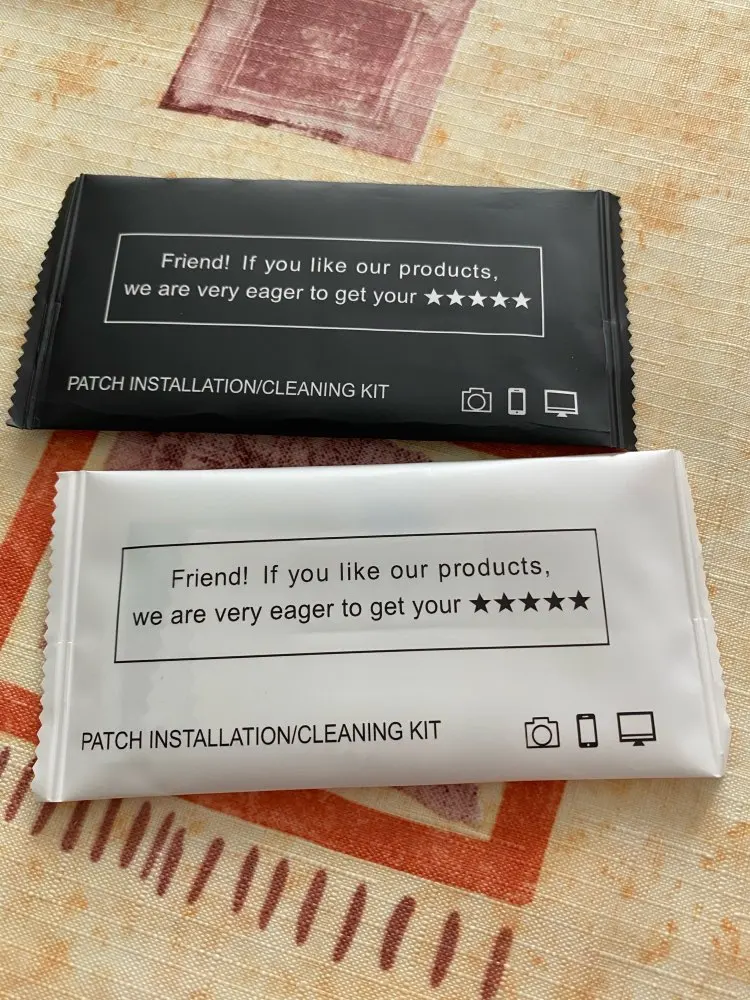 Friend! If you like our products,
we are very eager to get your ★★★★★
PATCH INSTALLATION/CLEANING KIT
Friend! If you like our products,
we are very eager to get your ★★★★★
PATCH INSTALLATION/CLEANING KIT